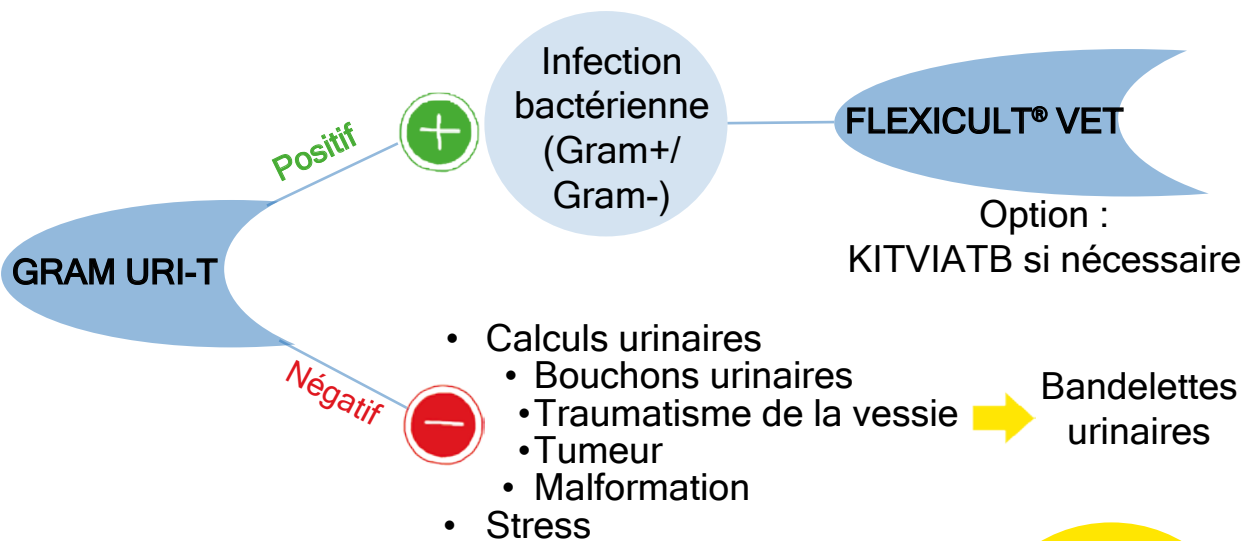 Infection
bactérienne
(Gram+/
Gram-)
FLEXICULT® VET
Positif
Option :
KITVIATB si nécessaire
GRAM URI-T
Négatif
• Calculs urinaires
• Bouchons urinaires
•Traumatisme de la vessie
•Tumeur
• Malformation
• Stress
Bandelettes
urinaires